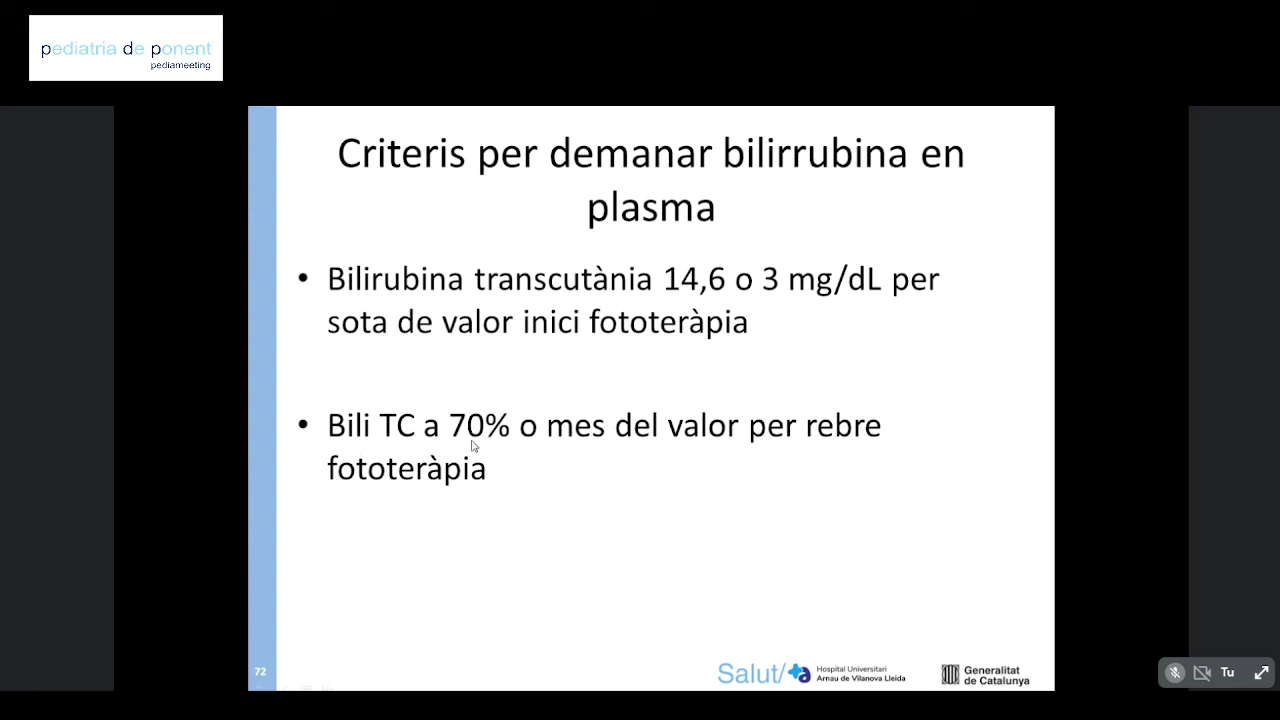 pediatria de ponent
pediameeting
Criteris per demanar bilirrubina en
plasma
• Bilirubina transcutània 14,6 o 3 mg/dL per
sota de valor inici fototeràpia
• Bili TC a 70% o mes del valor per rebre
fototeràpia
72
Salut/
Hospital Universitari
Arnau de Vilanova Lleida
Generalitat
de Catalunya
Tu